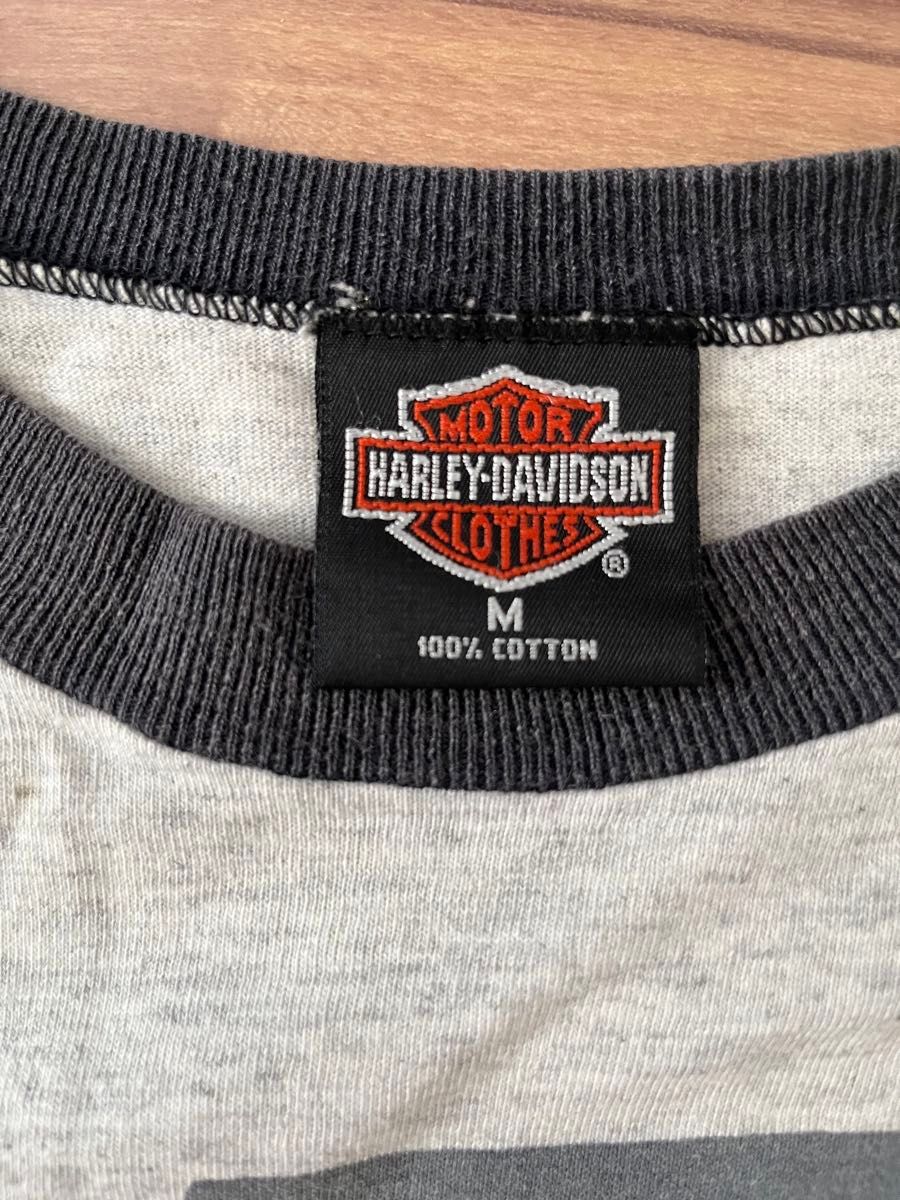 MOTOR
HARLEY-DAVIDSON
CLOTHES
®
M
100% COTTON